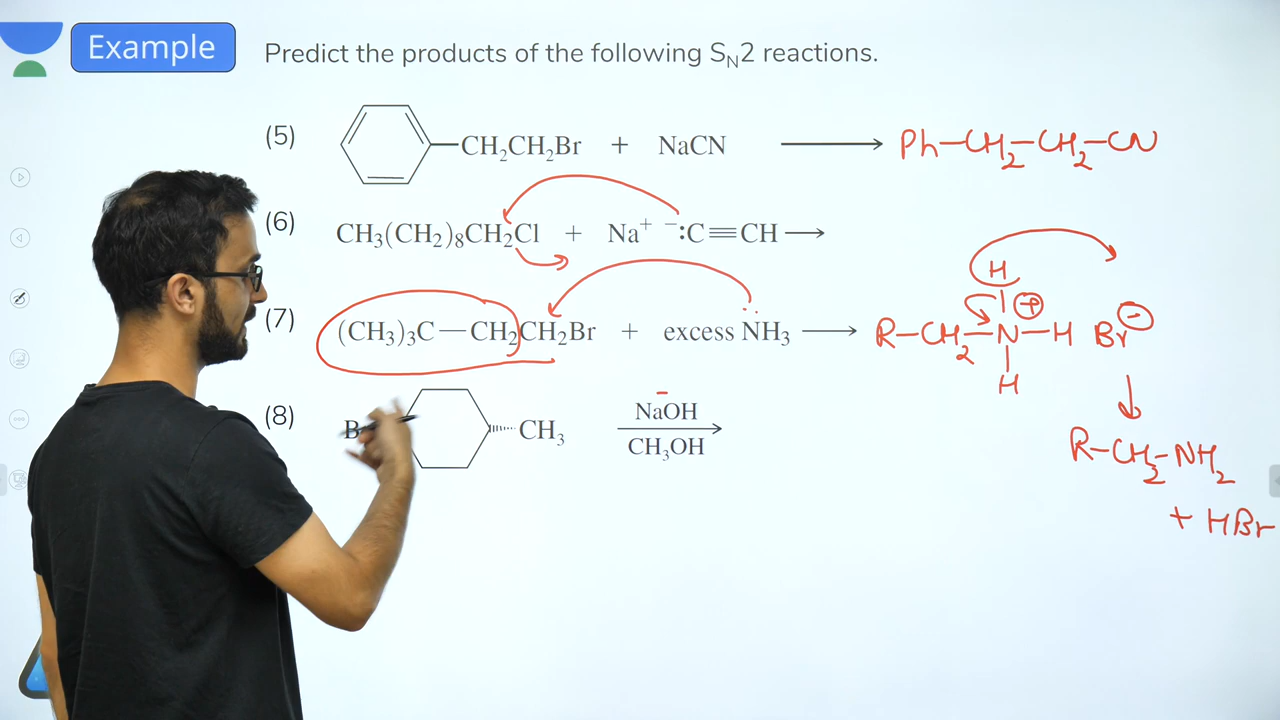 Example
Predict the products of the following S_N2 reactions.
(5) CH₂CH₂Br + NaCN ⟶ Ph–CH₂–CH₂–CN
(6) CH₃(CH₂)₈CH₂Cl + Na⁺ ⁻:C≡CH ⟶
(7) (CH₃)₃C—CH₂CH₂Br + excess NH₃ ⟶ R–CH₂–N–H Br⊖
H
⊕
H
R–CH₂–NH₂
+ HBr
(8) CH₃ NaOH
CH₃OH